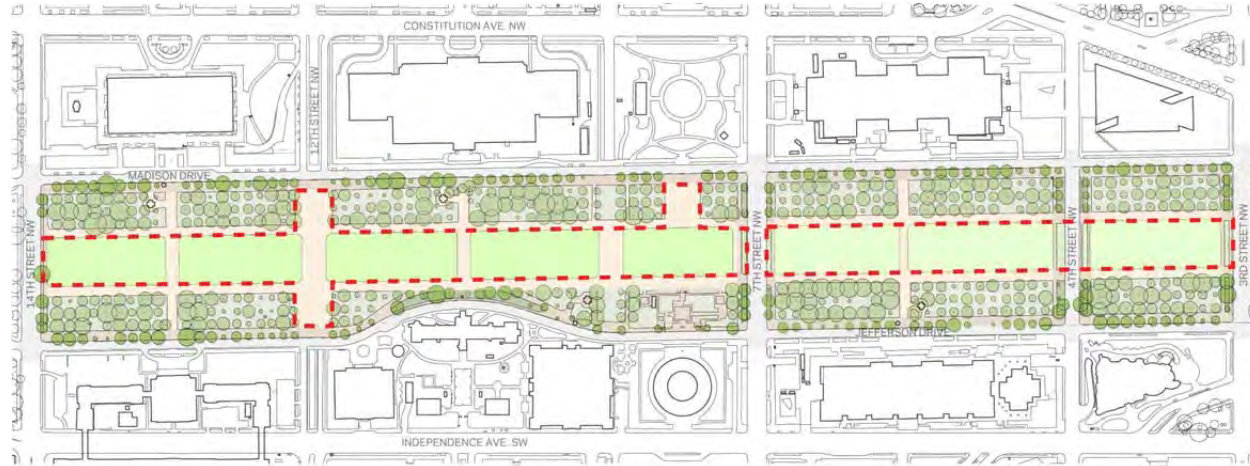 CONSTITUTION AVE. NW
12TH STREET NW
MADISON DRIVE
14TH STREET NW
7TH STREET NW
4TH STREET NW
3RD STREET NW
JEFFERSON DRIVE
INDEPENDENCE AVE. SW